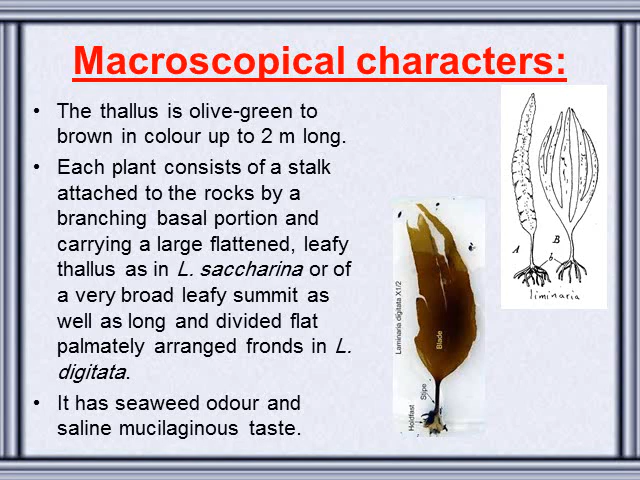 Macroscopical characters:
• The thallus is olive-green to
brown in colour up to 2 m long.
• Each plant consists of a stalk
attached to the rocks by a
branching basal portion and
carrying a large flattened, leafy
thallus as in L. saccharina or of
a very broad leafy summit as
well as long and divided flat
palmately arranged fronds in L.
digitata.
• It has seaweed odour and
saline mucilaginous taste.
Laminaria digitata X1/2
Blade
Stipe
Holdfast
A
B
b
liminaria